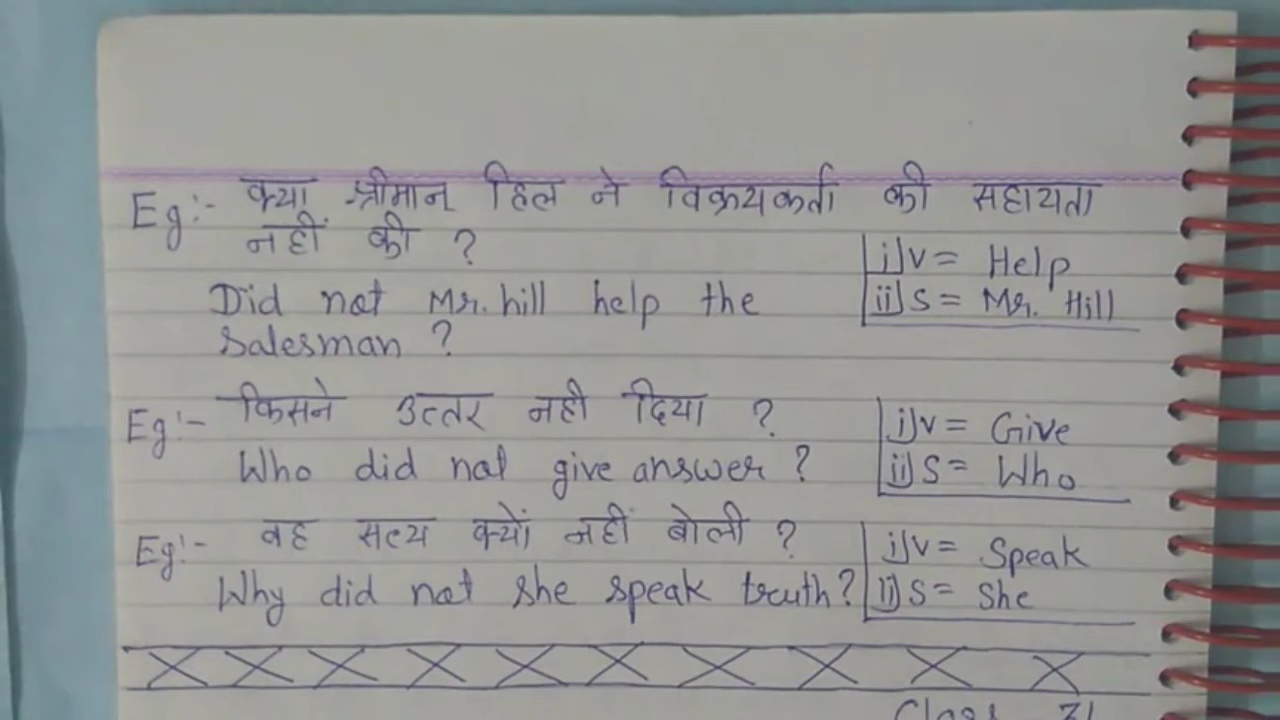 Eg:- क्या श्रीमान् हिल ने विक्रयकर्ता की सहायता
नहीं की ?
i) V = Help
Did not Mr. hill help the
ii) S = Mr. Hill
Salesman ?
Eg:- किसने उत्तर नही दिया ?
i) V = Give
Who did not give answer ?
ii) S = Who
Eg:- वह सत्य क्यों नहीं बोली ?
i) V = Speak
Why did not she speak truth?
ii) S = She
X X X X X X X X X X
Class